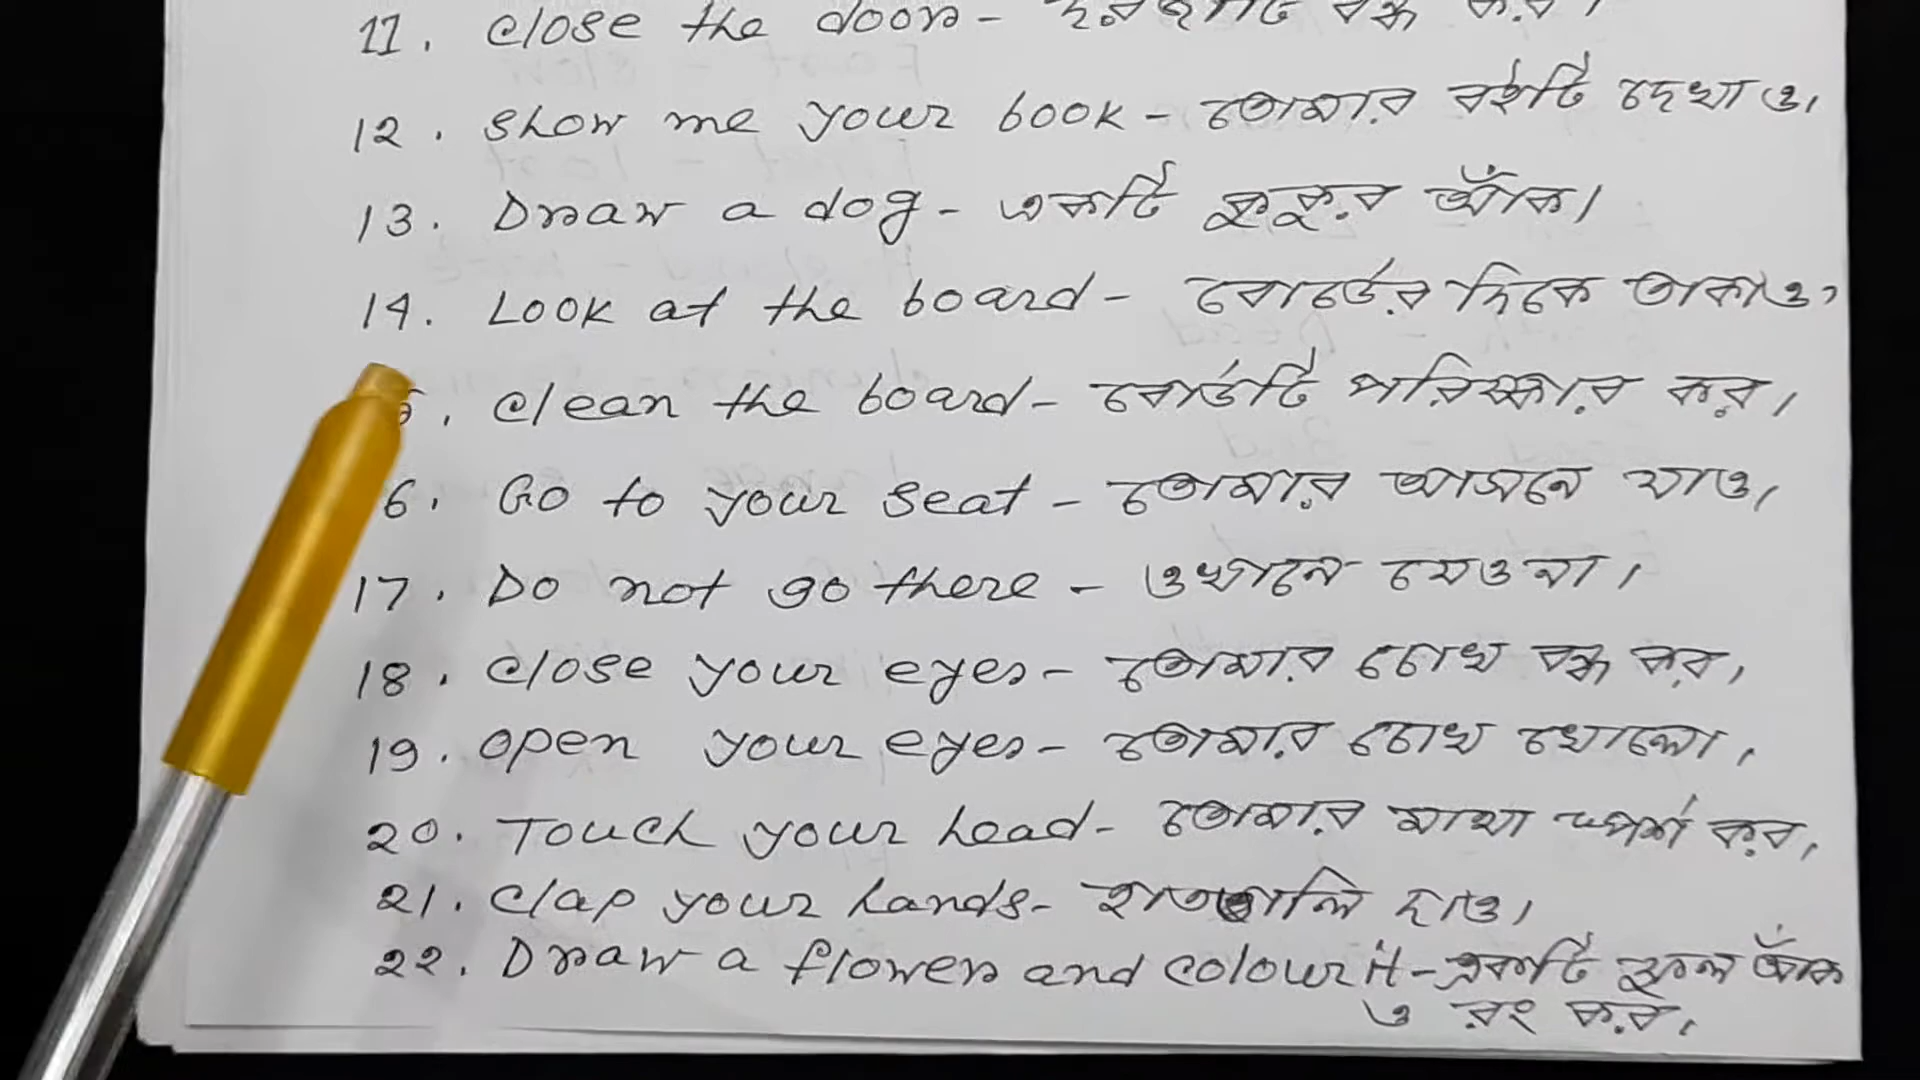 11. close the door - দরজাটি বন্ধ কর।
12. Show me your book - তোমার বইটি দেখাও।
13. Draw a dog - একটি কুকুর আঁক।
14. Look at the board - বোর্ডের দিকে তাকাও,
5. clean the board - বোর্ডটি পরিষ্কার কর।
6. Go to your seat - তোমার আসনে যাও,
17. Do not go there - ওখানে যেওনা।
18. close your eyes - তোমার চোখ বন্ধ কর,
19. open your eyes - তোমার চোখ খোলো,
20. Touch your head - তোমার মাথা স্পর্শ কর,
21. Clap your hands - হাততালি দাও।
22. Draw a flower and colour it - একটি ফুল আঁক
ও রং কর।